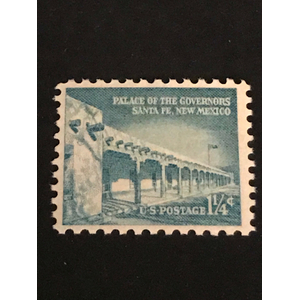 PALACE OF THE GOVERNORS
SANTA FE, NEW MEXICO
U·S·POSTAGE 1¼¢